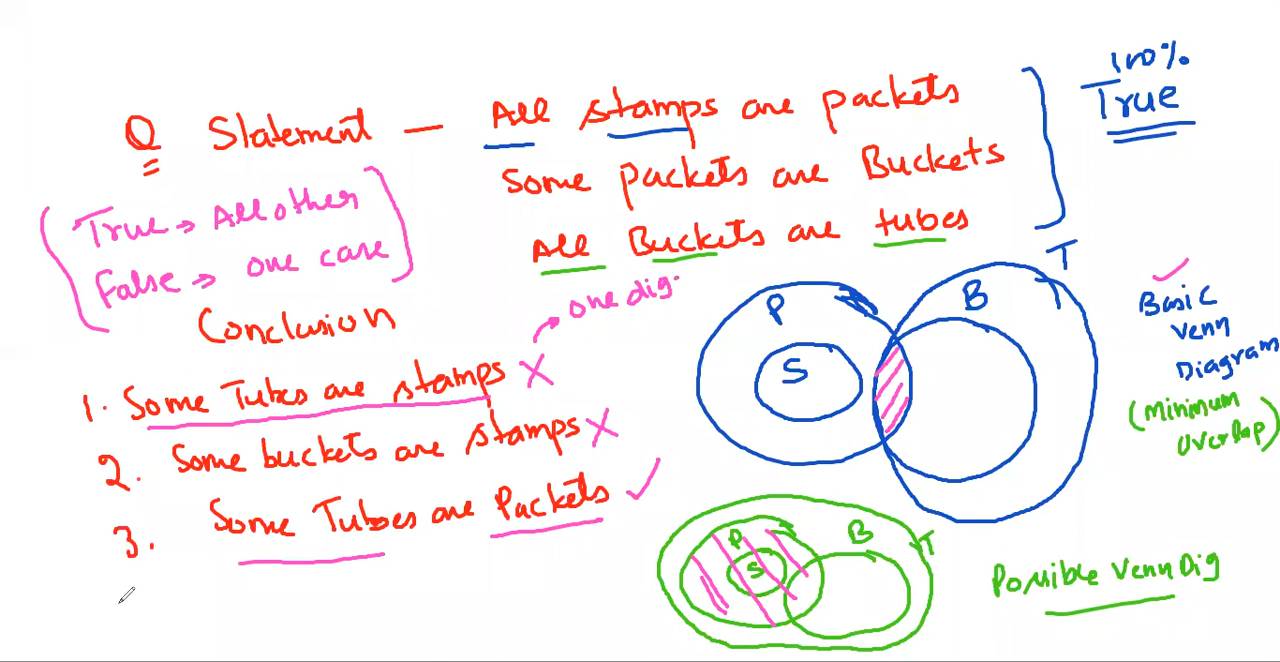 Q Statement — All stamps are packets
Some packets are Buckets
All Buckets are tubes
100%
True
(True → All other
False → one case)
Conclusion
1. Some Tubes are stamps X
→ one dig.
2. Some buckets are stamps X
3. Some Tubes are Packets ✓
P
S
B
T
T
✓
Basic
Venn
Diagram
(Minimum
Overlap)
P
S
B
T
Possible Venn Dig